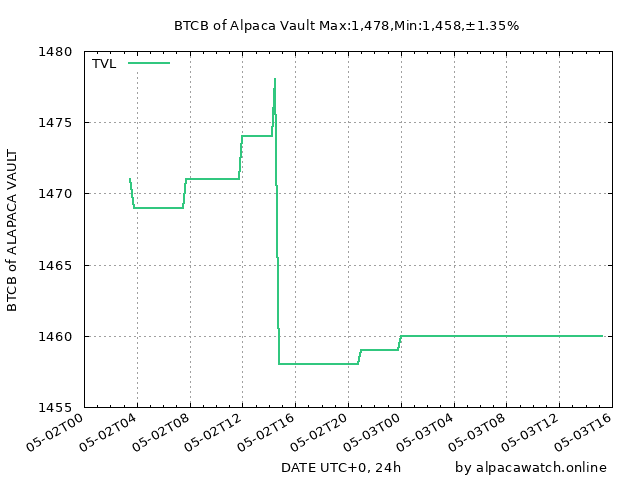 BTCB of Alpaca Vault Max:1,478,Min:1,458,±1.35%
TVL
1480
1475
1470
1465
1460
1455
BTCB of ALAPACA VAULT
05-02T00
05-02T04
05-02T08
05-02T12
05-02T16
05-02T20
05-03T00
05-03T04
05-03T08
05-03T12
05-03T16
DATE UTC+0, 24h
by alpacawatch.online